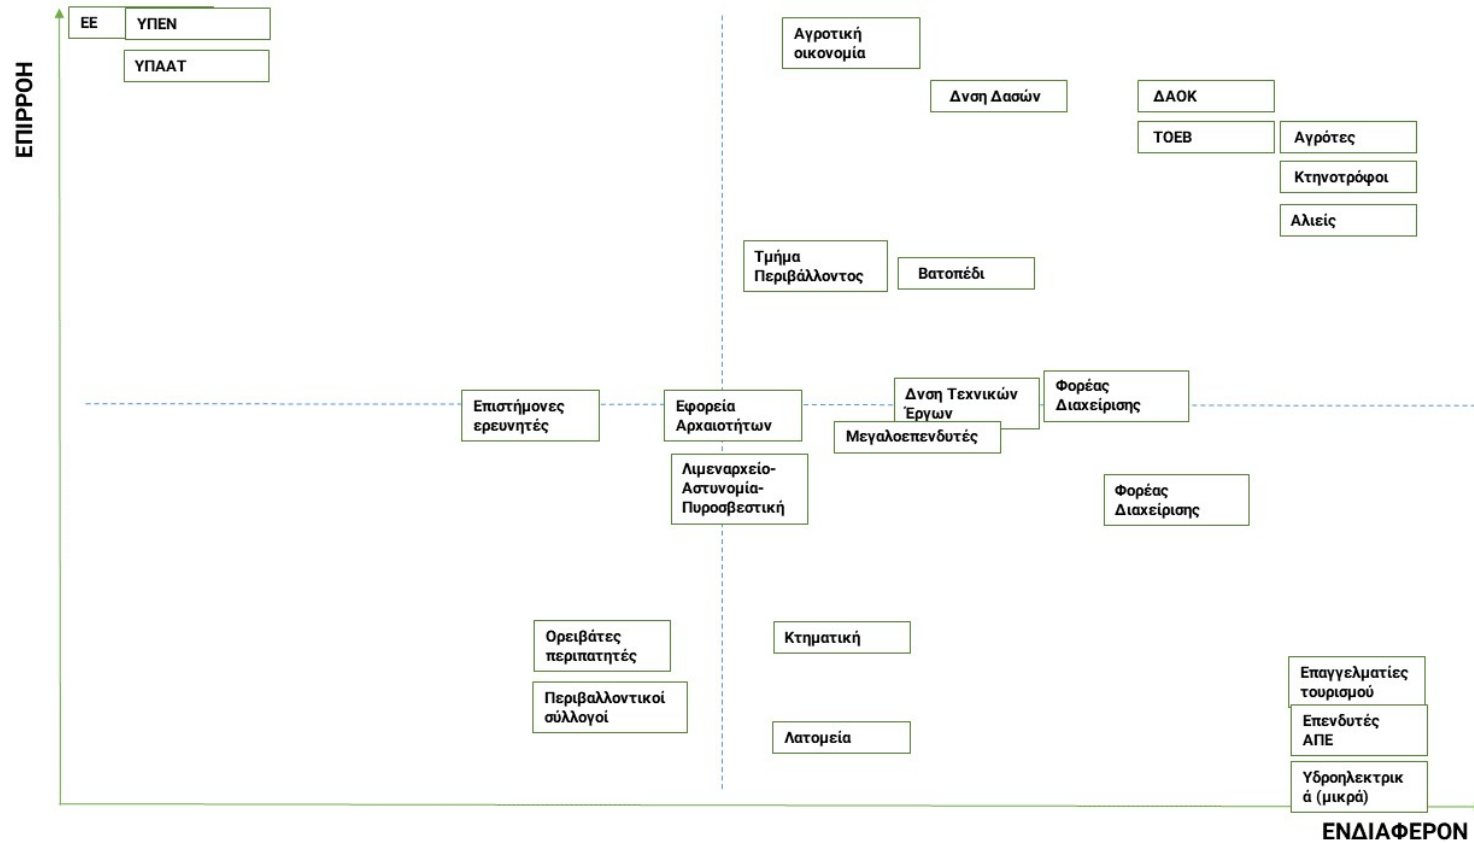 ΕΠΙΡΡΟΗ
ΕΕ
ΥΠΕΝ
ΥΠΑΑΤ
Αγροτική
οικονομία
Δνση Δασών
ΔΑΟΚ
ΤΟΕΒ
Αγρότες
Κτηνοτρόφοι
Αλιείς
Τμήμα
Περιβάλλοντος
Βατοπέδι
Επιστήμονες
ερευνητές
Εφορεία
Αρχαιοτήτων
Δνση Τεχνικών
Έργων
Φορέας
Διαχείρισης
Μεγαλοεπενδυτές
Λιμεναρχείο-
Αστυνομία-
Πυροσβεστική
Φορέας
Διαχείρισης
Ορειβάτες
περιπατητές
Κτηματική
Περιβαλλοντικοί
σύλλογοί
Λατομεία
Επαγγελματίες
τουρισμού
Επενδυτές
ΑΠΕ
Υδροηλεκτρικ
ά (μικρά)
ΕΝΔΙΑΦΕΡΟΝ